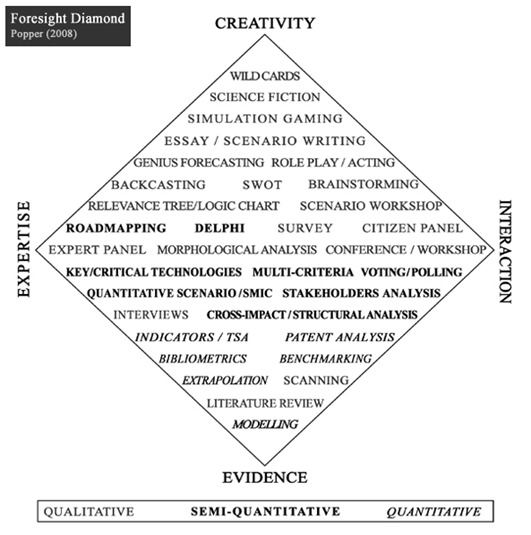 Foresight Diamond
Popper (2008)
CREATIVITY
WILD CARDS
SCIENCE FICTION
SIMULATION GAMING
ESSAY / SCENARIO WRITING
GENIUS FORECASTING ROLE PLAY / ACTING
BACKCASTING SWOT BRAINSTORMING
RELEVANCE TREE/LOGIC CHART SCENARIO WORKSHOP
ROADMAPPING DELPHI SURVEY CITIZEN PANEL
EXPERT PANEL MORPHOLOGICAL ANALYSIS CONFERENCE / WORKSHOP
KEY/CRITICAL TECHNOLOGIES MULTI-CRITERIA VOTING/POLLING
QUANTITATIVE SCENARIO/SMIC STAKEHOLDERS ANALYSIS
INTERVIEWS CROSS-IMPACT/STRUCTURAL ANALYSIS
INDICATORS / TSA PATENT ANALYSIS
BIBLIOMETRICS BENCHMARKING
EXTRAPOLATION SCANNING
LITERATURE REVIEW
MODELLING
EXPERTISE
INTERACTION
EVIDENCE
QUALITATIVE SEMI-QUANTITATIVE QUANTITATIVE